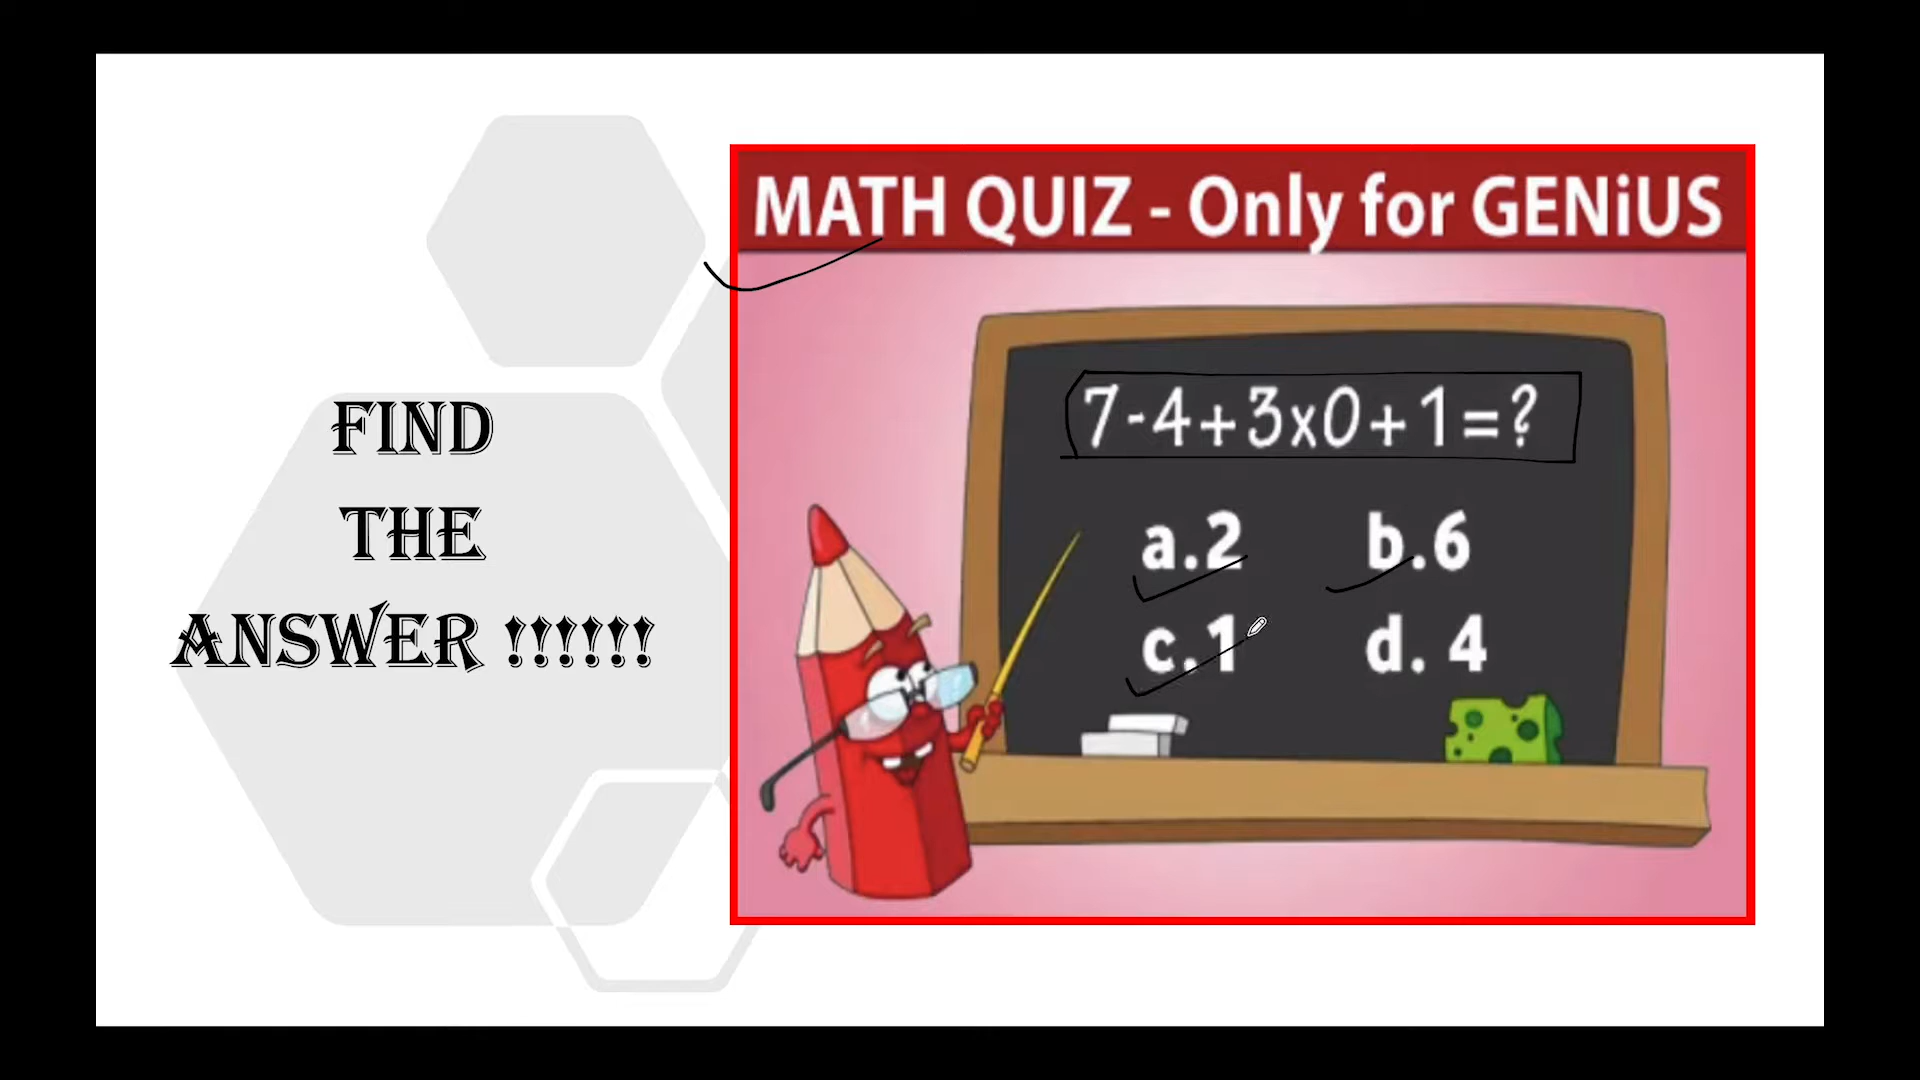 FIND
THE
ANSWER !!!!!!
MATH QUIZ - Only for GENiUS
7-4+3x0+1=?
a.2 b.6
c.1 d. 4